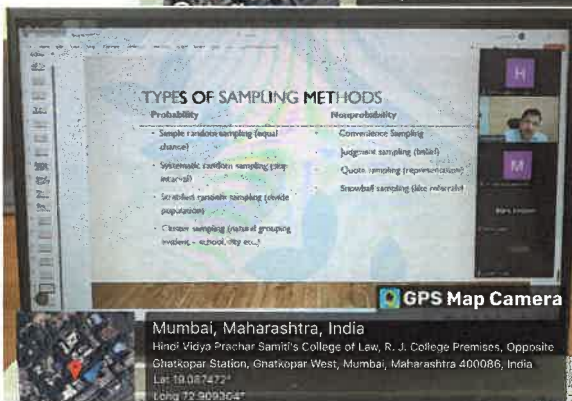 H
TYPES OF SAMPLING METHODS
Probability
Nonprobability
· Simple random sampling (equal
chance)
· Systematic random sampling (skip
interval)
· Stratified random sampling (divide
population)
· Cluster sampling (natural grouping
evident – school, city etc.)
· Convenience Sampling
· Judgment sampling (belief)
· Quota sampling (representation)
· Snowball sampling (like referrals)
M
GPS Map Camera
Mumbai, Maharashtra, India
Hindi Vidya Prachar Samiti's College of Law, R. J. College Premises, Opposite
Ghatkopar Station, Ghatkopar West, Mumbai, Maharashtra 400086, India
Lat 19.087472°
Long 72.909304°